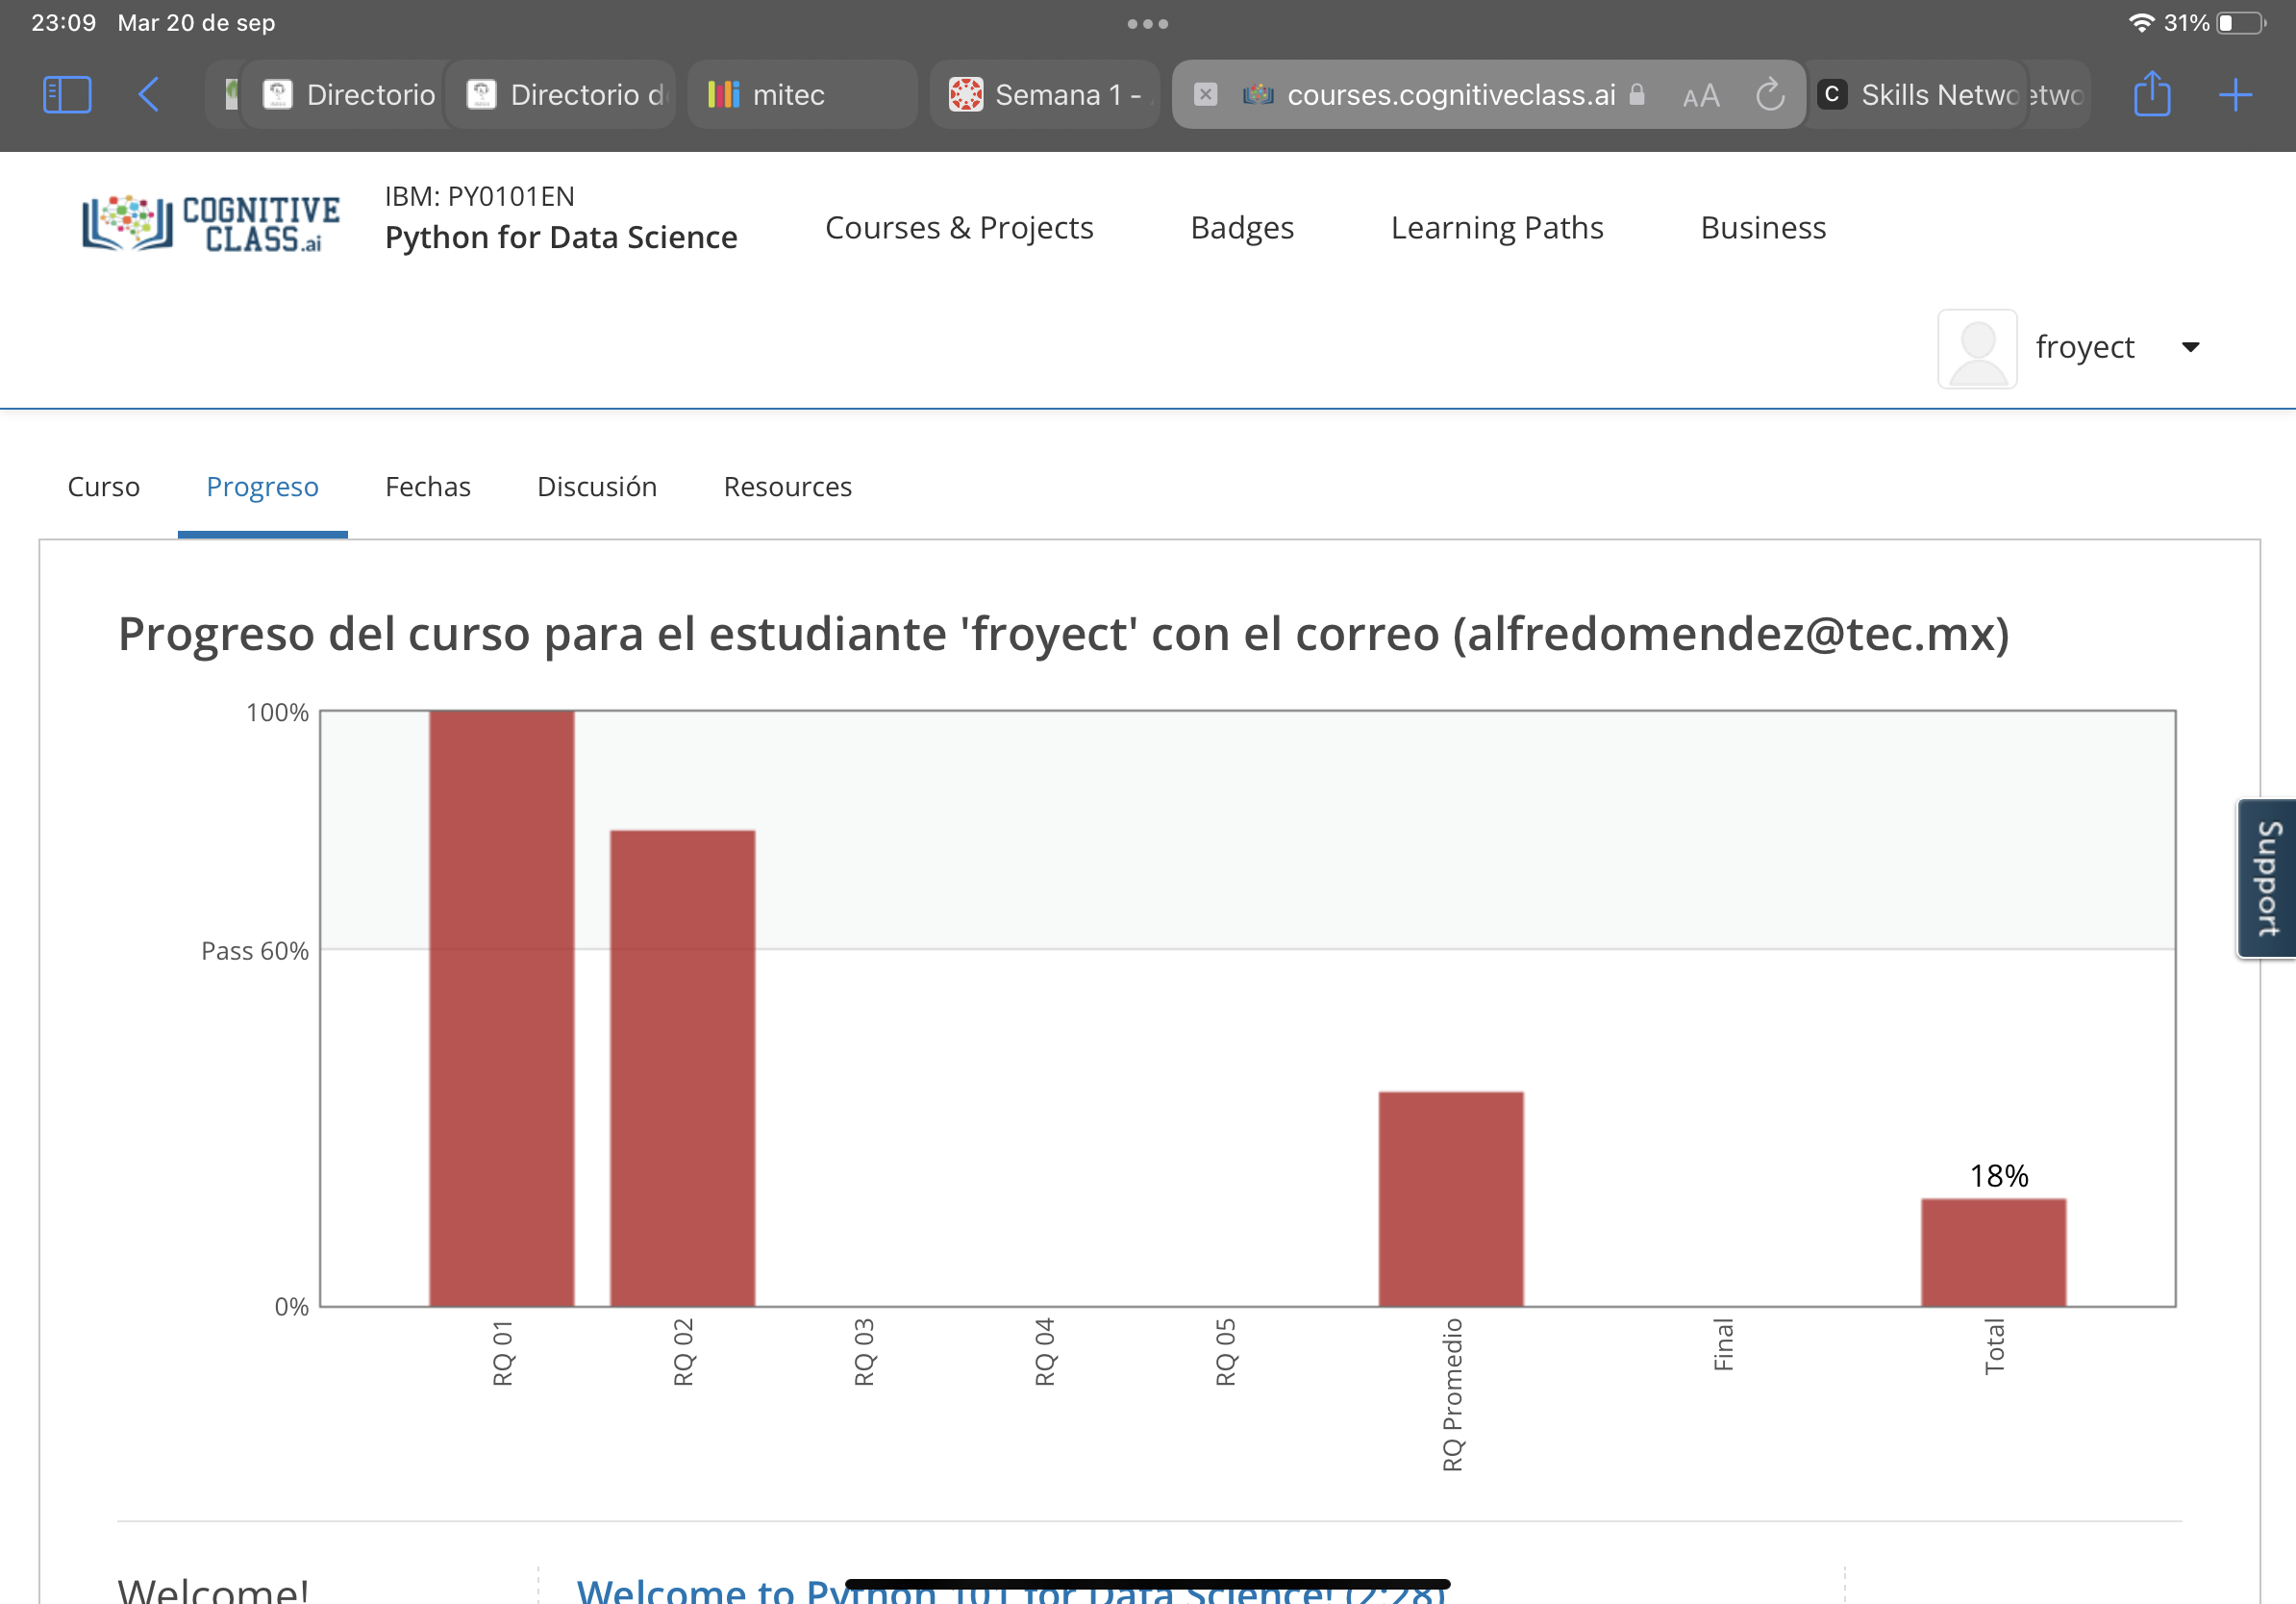 23:09 Mar 20 de sep
31%
Directorio
Directorio d
mitec
Semana 1 -
courses.cognitiveclass.ai
AA
C Skills Netwo
etwo
COGNITIVE
CLASS.ai
IBM: PY0101EN
Python for Data Science
Courses & Projects
Badges
Learning Paths
Business
froyect
Curso
Progreso
Fechas
Discusión
Resources
Progreso del curso para el estudiante 'froyect' con el correo (alfredomendez@tec.mx)
100%
Pass 60%
0%
18%
RQ 01
RQ 02
RQ 03
RQ 04
RQ 05
RQ Promedio
Final
Total
Support
Welcome!
Welcome to Python 101 for Data Science! (2:28)